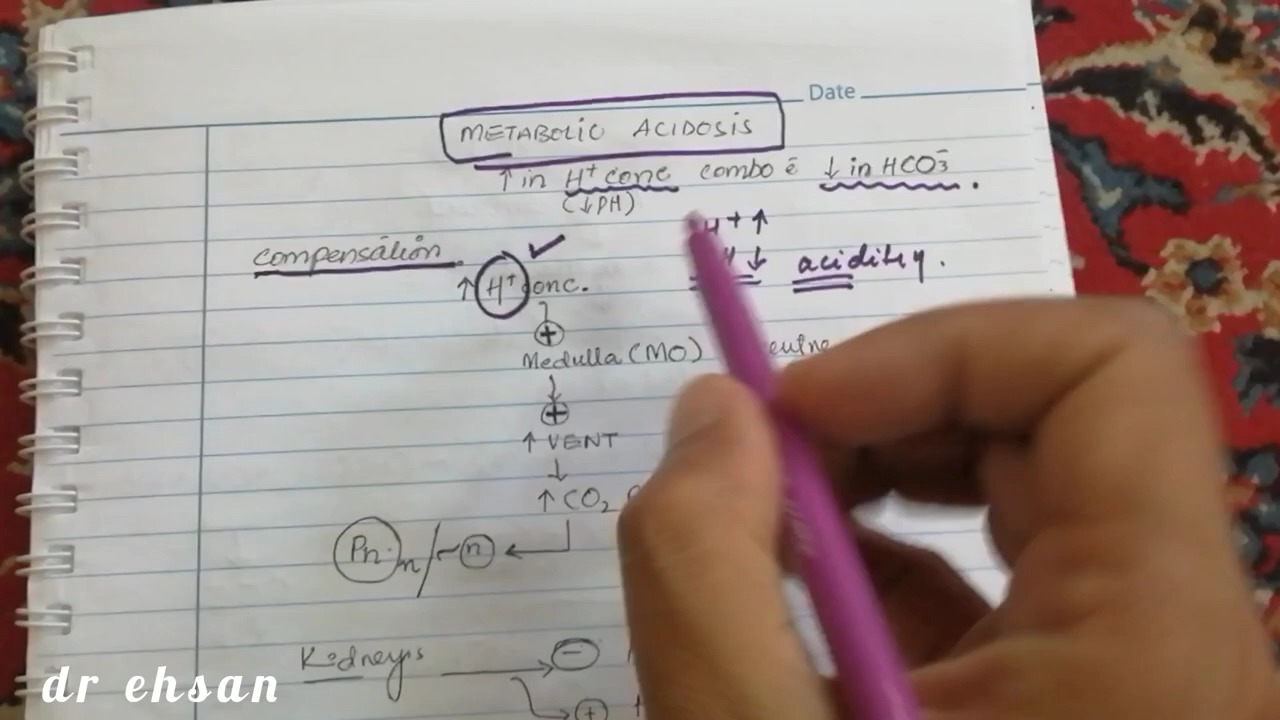 Date
METABOLIC ACIDOSIS
↑ in H⁺ conc combo c̄ ↓ in HCO₃⁻.
(↓PH)
H+ ↑
↓ acidity.
compensation
↑ H⁺ conc. ✓
⊕
Medulla (MO)
⊕
↑ VENT
↓
↑ CO₂
Pn. n / ~ n ←
Kidneys → ⊖
⊕ ↑
dr ehsan